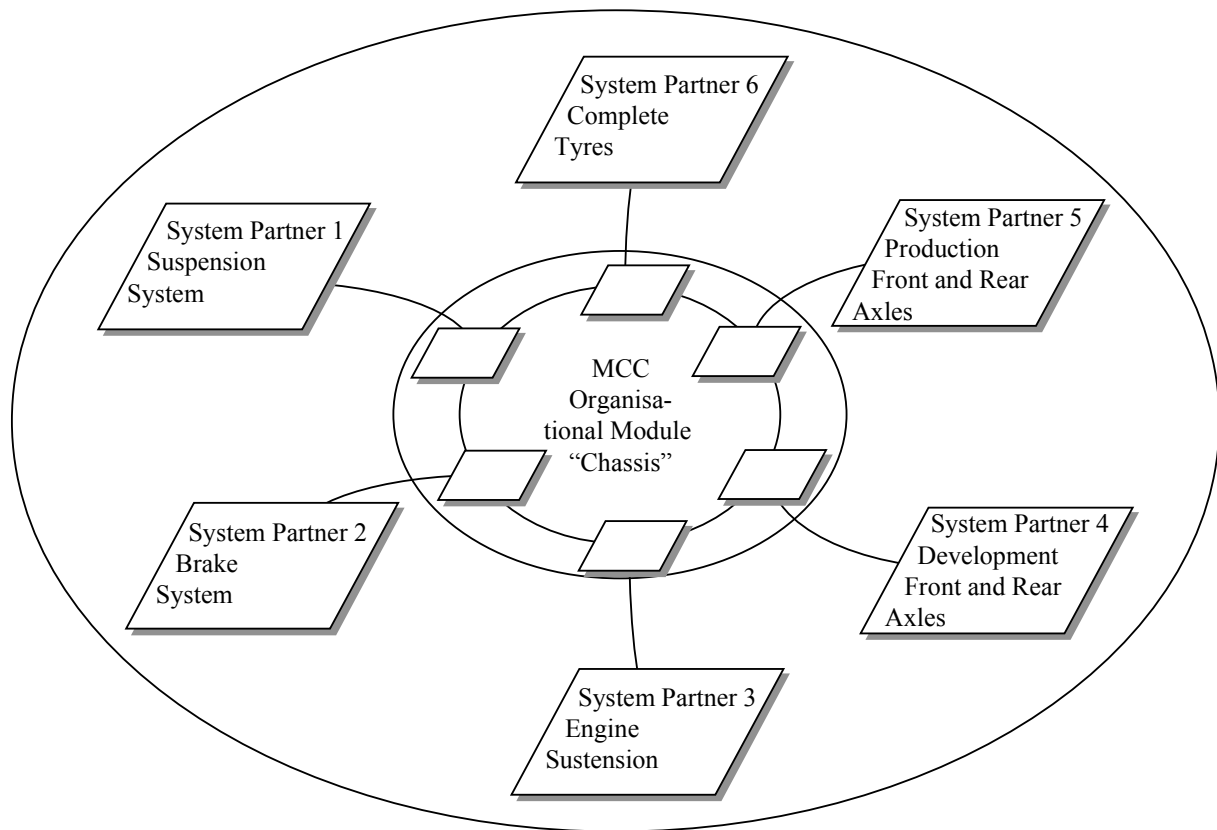 System Partner 6
Complete
Tyres
System Partner 1
Suspension
System
System Partner 5
Production
Front and Rear
Axles
MCC
Organisa-
tional Module
“Chassis”
System Partner 2
Brake
System
System Partner 4
Development
Front and Rear
Axles
System Partner 3
Engine
Sustension